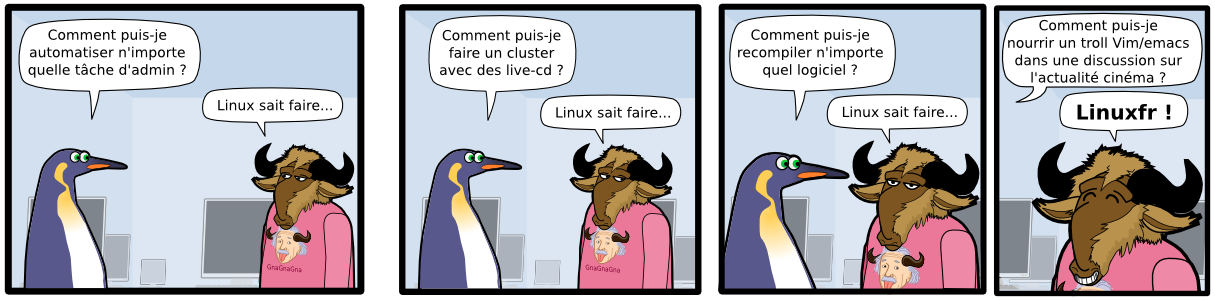 Comment puis-je
automatiser n'importe
quelle tâche d'admin ?
Linux sait faire...
GnaGnaGna
Comment puis-je
faire un cluster
avec des live-cd ?
Linux sait faire...
GnaGnaGna
Comment puis-je
recompiler n'importe
quel logiciel ?
Linux sait faire...
Comment puis-je
nourrir un troll Vim/emacs
dans une discussion sur
l'actualité cinéma ?
Linuxfr !